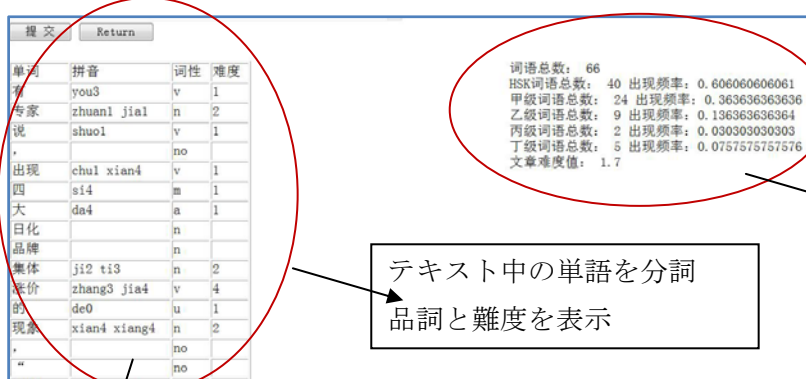 提 交 Return
单词 拼音 词性 难度
有 you3 v 1
专家 zhuan1 jia1 n 2
说 shuo1 v 1
, no
出现 chu1 xian4 v 1
四 si4 m 1
大 da4 a 1
日化 n
品牌 n
集体 ji2 ti3 n 2
涨价 zhang3 jia4 v 4
的 de0 u 1
现象 xian4 xiang4 n 2
, no
“ no
词语总数: 66
HSK词语总数: 40 出现频率: 0.606060606061
甲级词语总数: 24 出现频率: 0.363636363636
乙级词语总数: 9 出现频率: 0.136363636364
丙级词语总数: 2 出现频率: 0.030303030303
丁级词语总数: 5 出现频率: 0.0757575757576
文章难度值: 1.7
テキスト中の単語を分詞
品詞と難度を表示